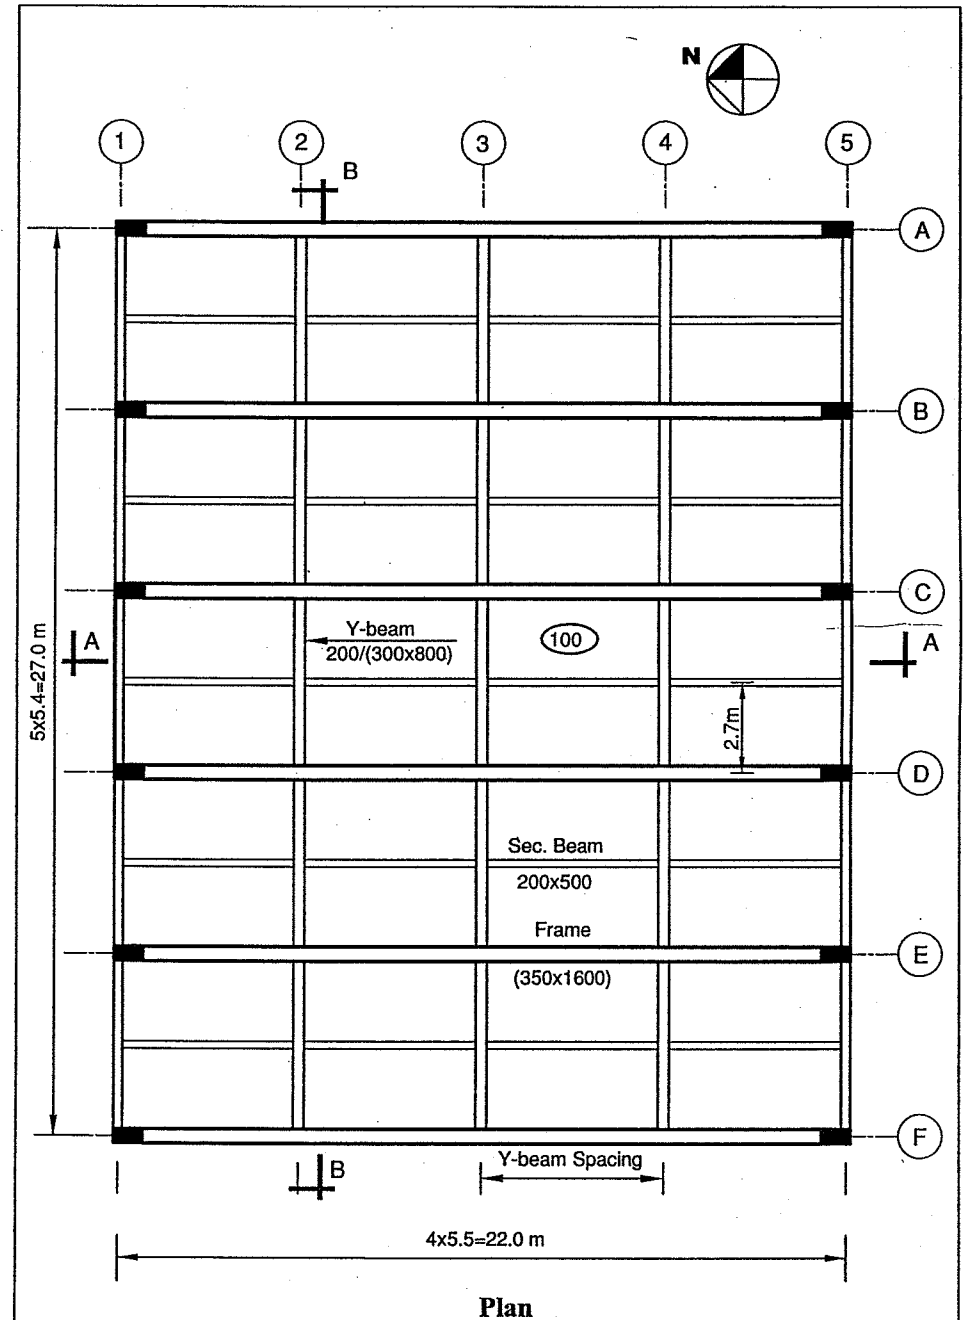 N
1
2
3
4
5
B
A
B
C
A
Y-beam
200/(300x800)
100
A
5x5.4=27.0 m
2.7m
D
Sec. Beam
200x500
Frame
(350x1600)
E
F
B
Y-beam Spacing
4x5.5=22.0 m
Plan